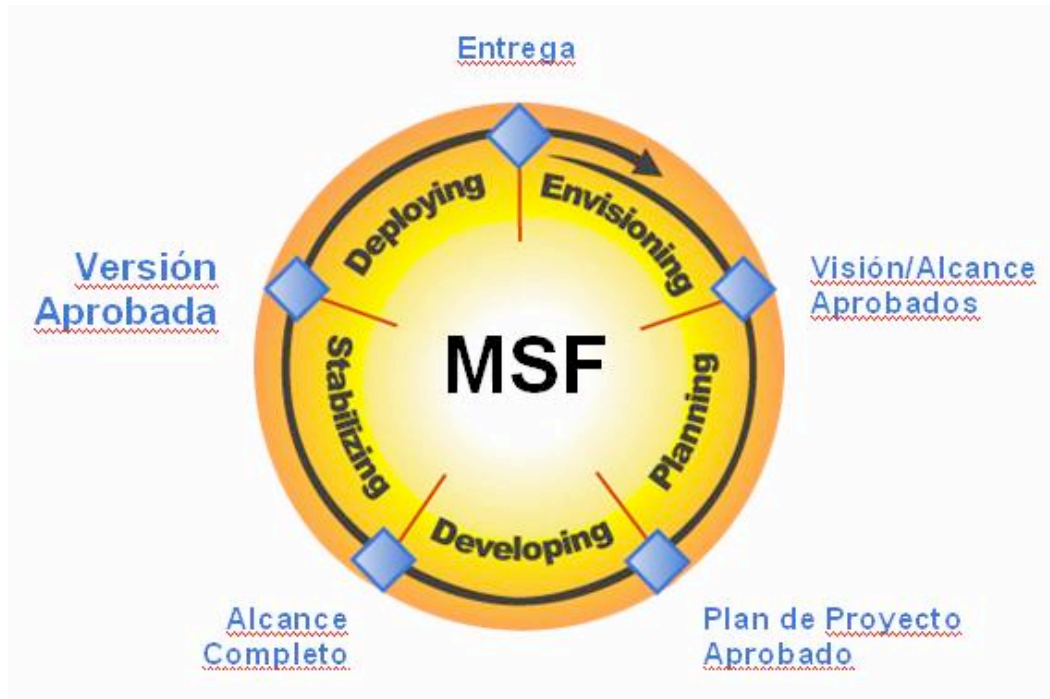 Entrega
Deploying
Envisioning
Versión
Aprobada
Visión/Alcance
Aprobados
MSF
Stabilizing
Planning
Developing
Alcance
Completo
Plan de Proyecto
Aprobado